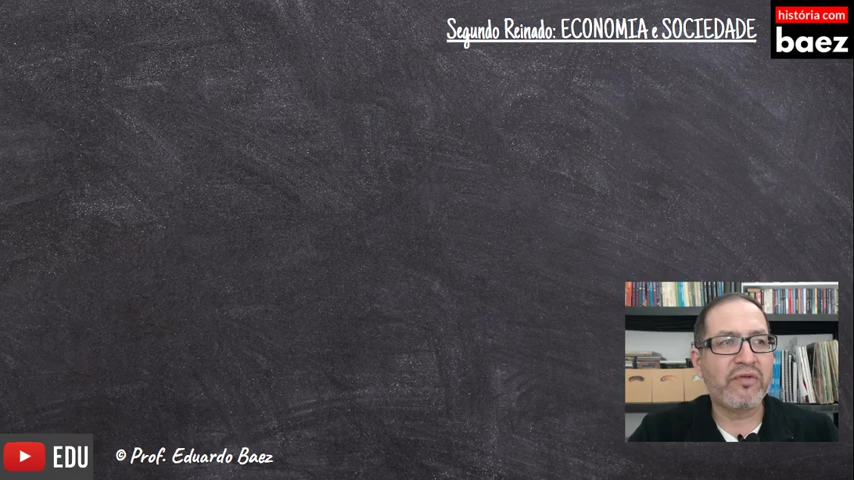 Segundo Reinado: ECONOMIA e SOCIEDADE
história com
baez
EDU
© Prof. Eduardo Baez